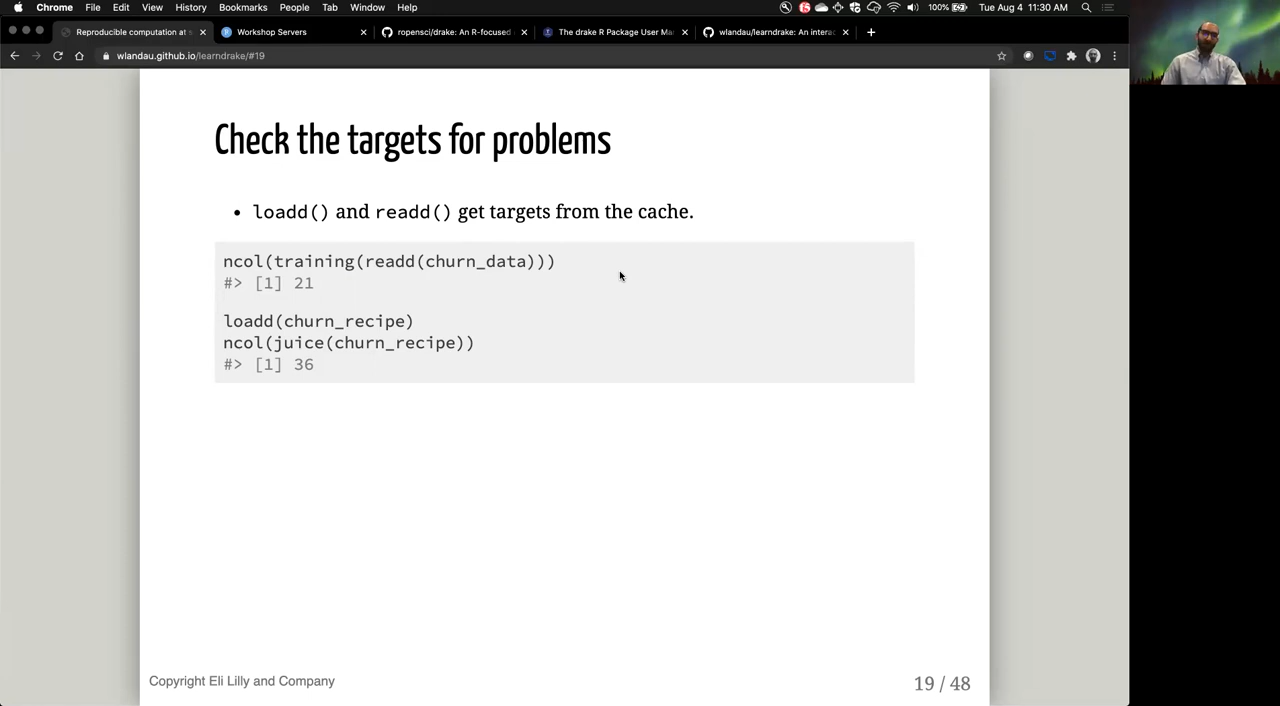 Chrome File Edit View History Bookmarks People Tab Window Help 100% Tue Aug 4 11:30 AM
Reproducible computation at s Workshop Servers ropensci/drake: An R-focused The drake R Package User Ma wlandau/learndrake: An interac
wlandau.github.io/learndrake/#19
Check the targets for problems
• loadd() and readd() get targets from the cache.
ncol(training(readd(churn_data)))
#> [1] 21
loadd(churn_recipe)
ncol(juice(churn_recipe))
#> [1] 36
Copyright Eli Lilly and Company
19 / 48